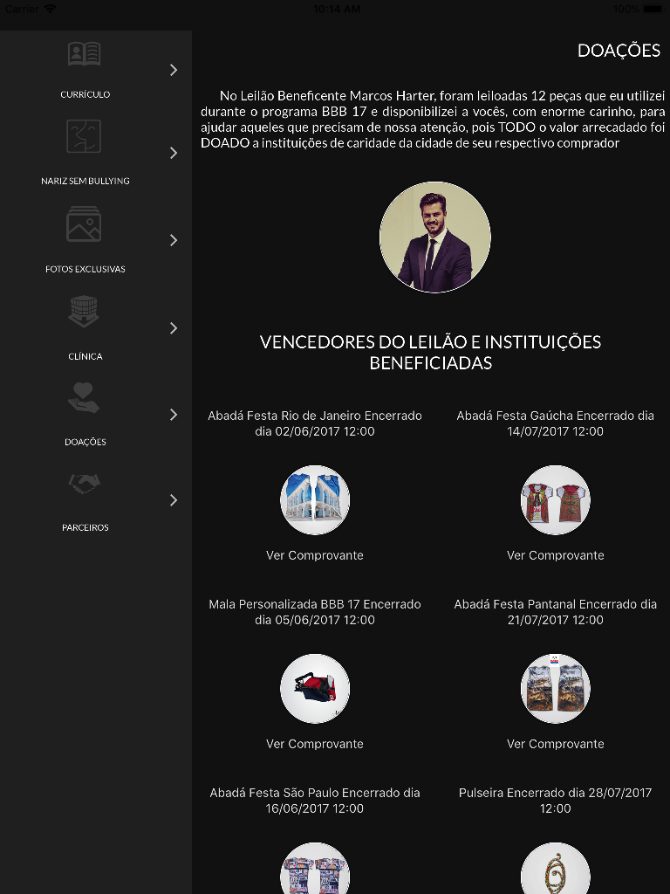 Carrier
10:14 AM
100%
CURRÍCULO
NARIZ SEM BULLYING
FOTOS EXCLUSIVAS
CLÍNICA
DOAÇÕES
PARCEIROS
DOAÇÕES
No Leilão Beneficente Marcos Harter, foram leiloadas 12 peças que eu utilizei
durante o programa BBB 17 e disponibilizei a vocês, com enorme carinho, para
ajudar aqueles que precisam de nossa atenção, pois TODO o valor arrecadado foi
DOADO a instituições de caridade da cidade de seu respectivo comprador
VENCEDORES DO LEILÃO E INSTITUIÇÕES
BENEFICIADAS
Abadá Festa Rio de Janeiro Encerrado
dia 02/06/2017 12:00
Ver Comprovante
Abadá Festa Gaúcha Encerrado dia
14/07/2017 12:00
Ver Comprovante
Mala Personalizada BBB 17 Encerrado
dia 05/06/2017 12:00
Ver Comprovante
Abadá Festa Pantanal Encerrado dia
21/07/2017 12:00
Ver Comprovante
Abadá Festa São Paulo Encerrado dia
16/06/2017 12:00
Pulseira Encerrado dia 28/07/2017
12:00